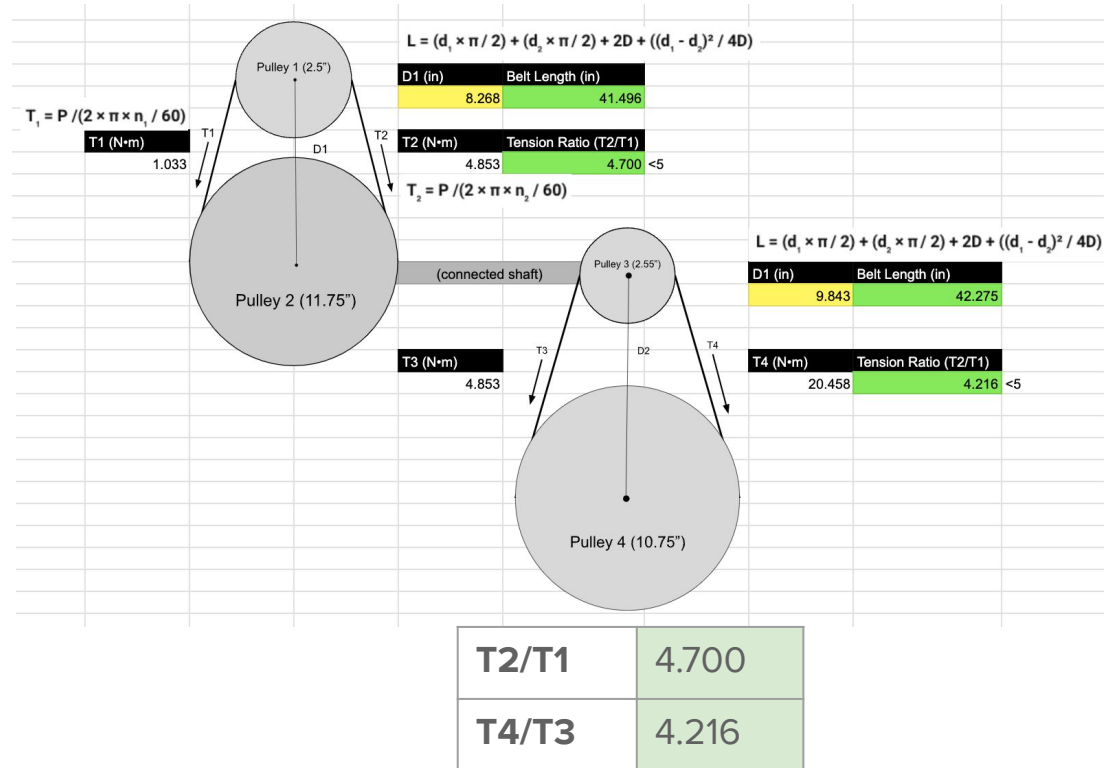 L = (d₁ × π / 2) + (d₂ × π / 2) + 2D + ((d₁ - d₂)² / 4D)
Pulley 1 (2.5”)
D1 (in) Belt Length (in)
8.268 41.496
T₁ = P /(2 × π × n₁ / 60)
T1 (N•m) T1 T2 T2 (N•m) Tension Ratio (T2/T1)
D1
1.033 4.853 4.700 <5
T₂ = P /(2 × π × n₂ / 60)
L = (d₁ × π / 2) + (d₂ × π / 2) + 2D + ((d₁ - d₂)² / 4D)
(connected shaft) Pulley 3 (2.55”) D1 (in) Belt Length (in)
Pulley 2 (11.75”) 9.843 42.275
T3 (N•m) T3 D2 T4 T4 (N•m) Tension Ratio (T2/T1)
4.853 20.458 4.216 <5
Pulley 4 (10.75”)
T2/T1 4.700
T4/T3 4.216